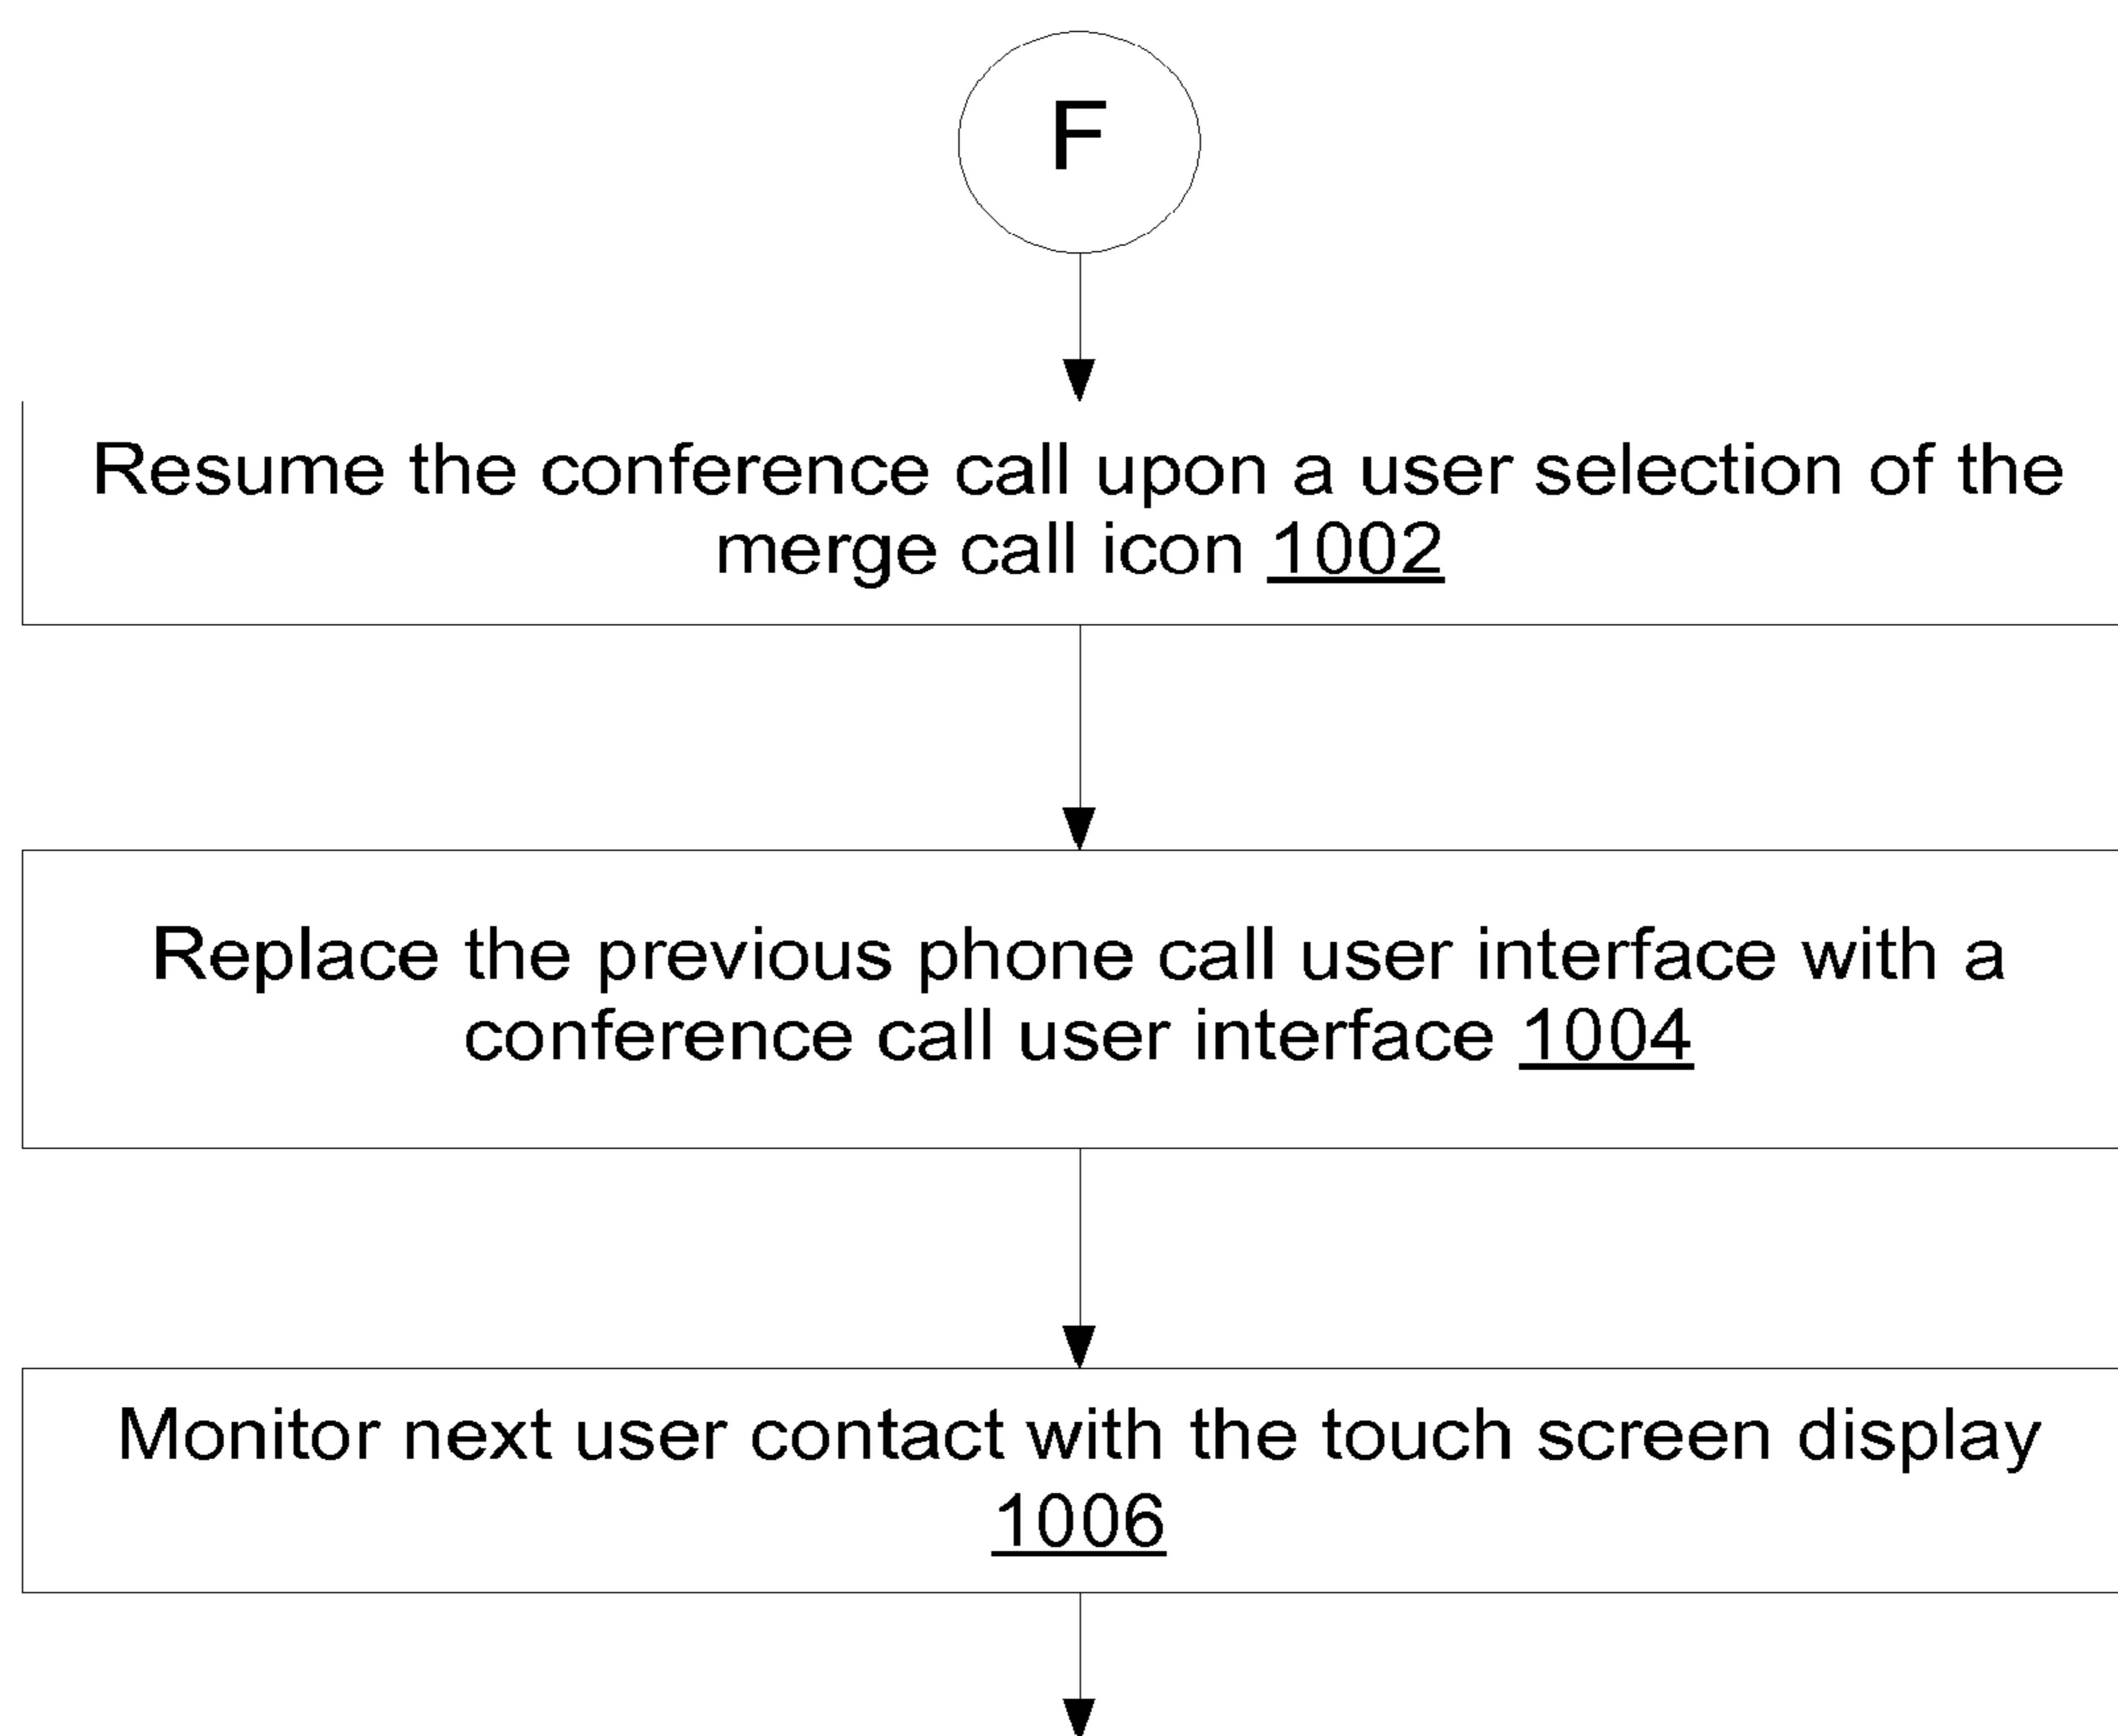 F
Resume the conference call upon a user selection of the
merge call icon 1002
Replace the previous phone call user interface with a
conference call user interface 1004
Monitor next user contact with the touch screen display
1006